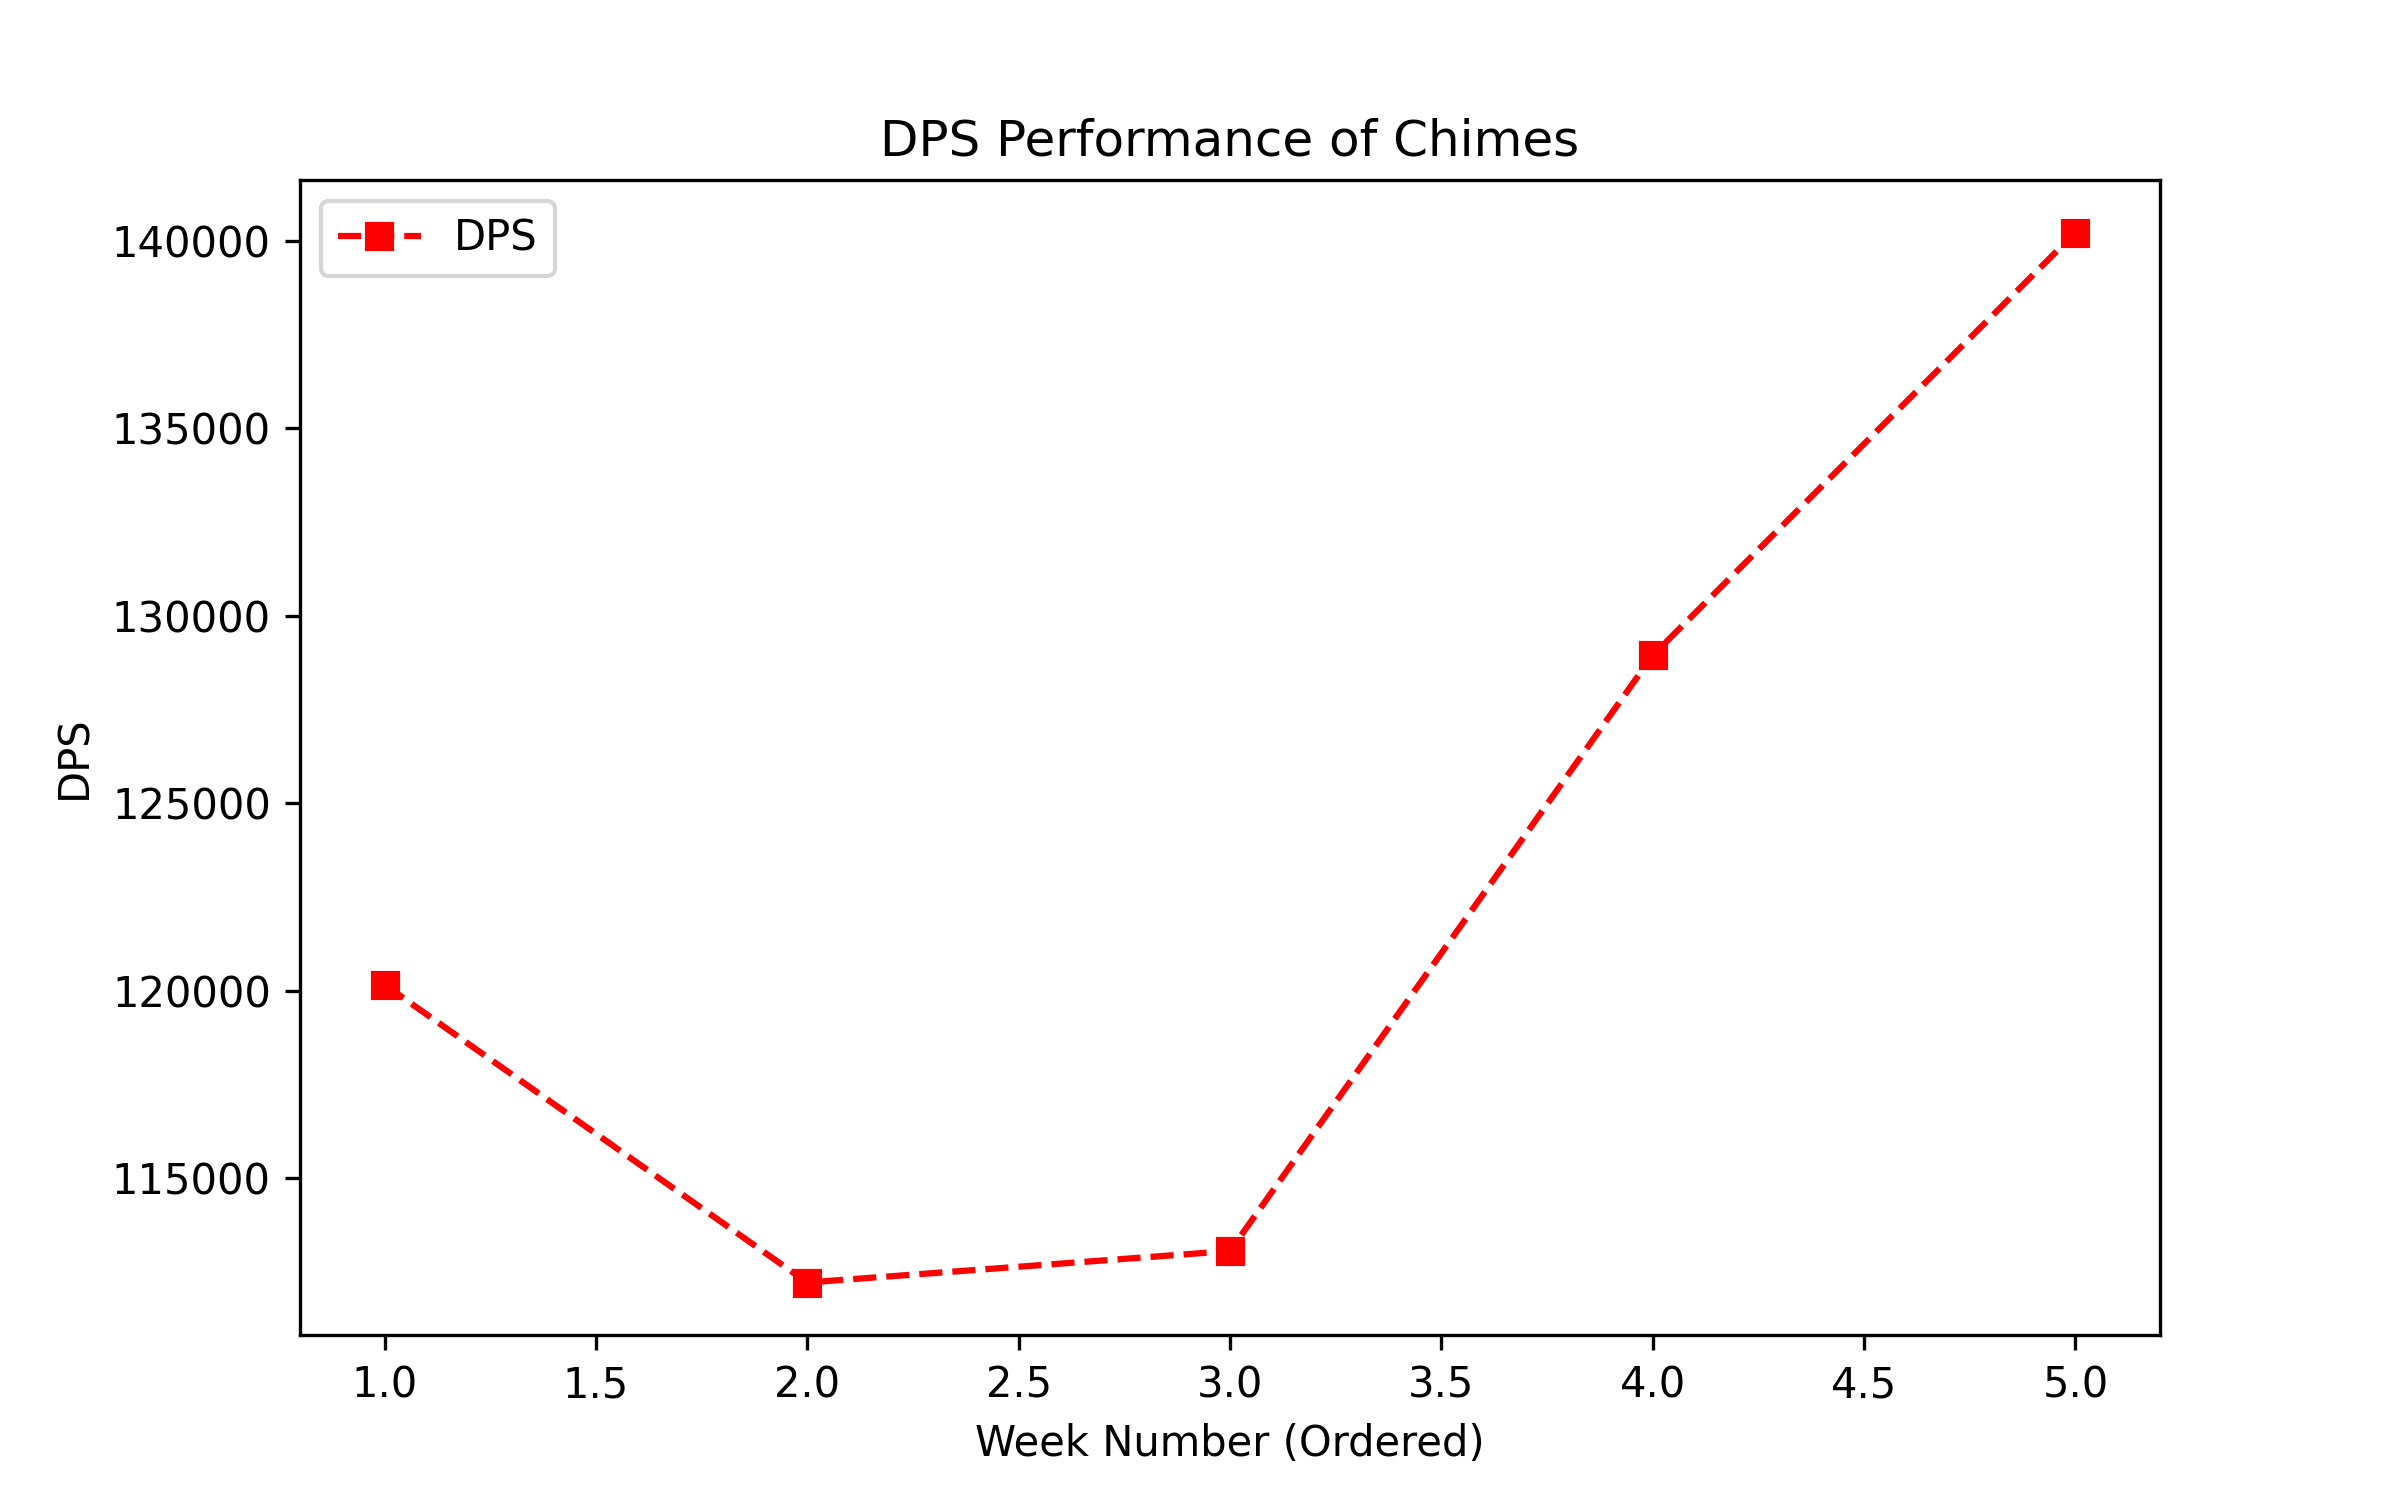 DPS Performance of Chimes
DPS
140000
135000
130000
125000
120000
115000
DPS
1.0 1.5 2.0 2.5 3.0 3.5 4.0 4.5 5.0
Week Number (Ordered)